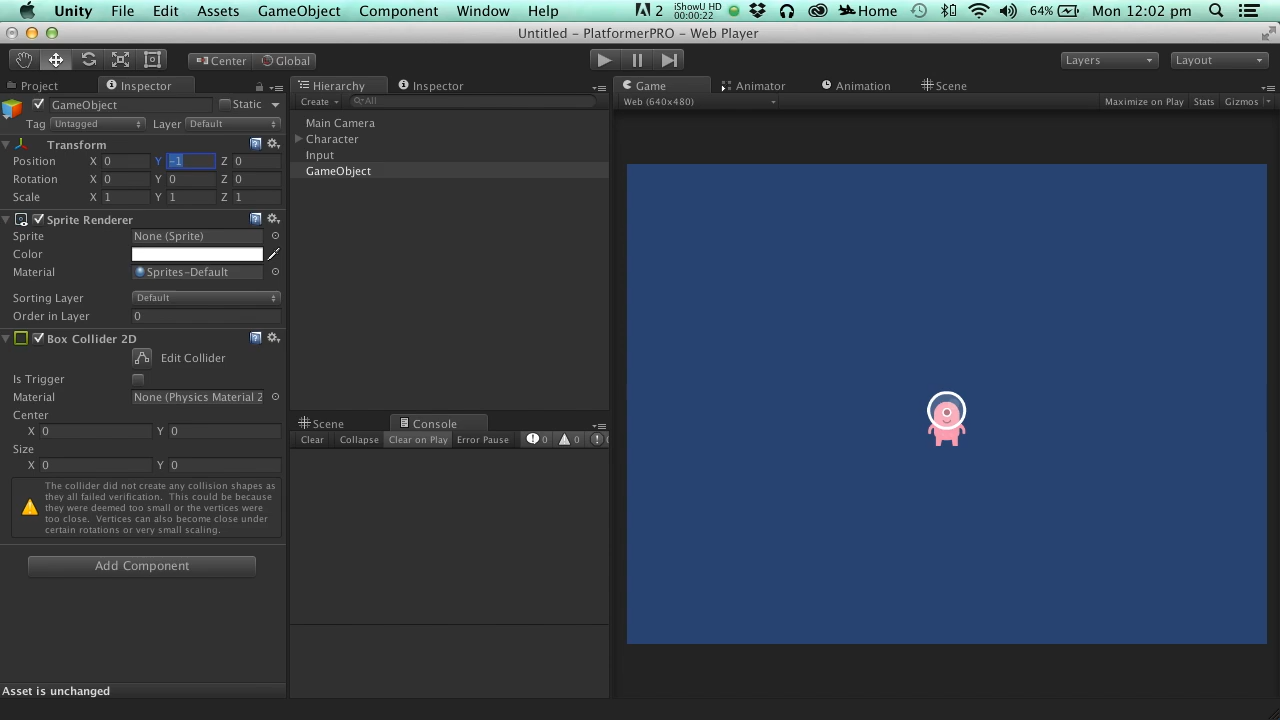 Unity File Edit Assets GameObject Component Window Help 2 iShowU HD 00:00:22 Home 64% Mon 12:02 pm
Untitled - PlatformerPRO - Web Player
Center Global Layers Layout
Project Inspector Hierarchy Inspector Game Animator Animation Scene
GameObject Static Create All Web (640x480) Maximize on Play Stats Gizmos
Tag Untagged Layer Default Main Camera
Transform Character
Position X 0 Y -1 Z 0 Input
Rotation X 0 Y 0 Z 0 GameObject
Scale X 1 Y 1 Z 1
Sprite Renderer
Sprite None (Sprite)
Color
Material Sprites-Default
Sorting Layer Default
Order in Layer 0
Box Collider 2D
Edit Collider
Is Trigger
Material None (Physics Material 2
Center
X 0 Y 0
Size
X 0 Y 0
The collider did not create any collision shapes as
they all failed verification. This could be because
they were deemed too small or the vertices were
too close. Vertices can also become close under
certain rotations or very small scaling.
Add Component
Scene Console
Clear Collapse Clear on Play Error Pause 0 0
Asset is unchanged